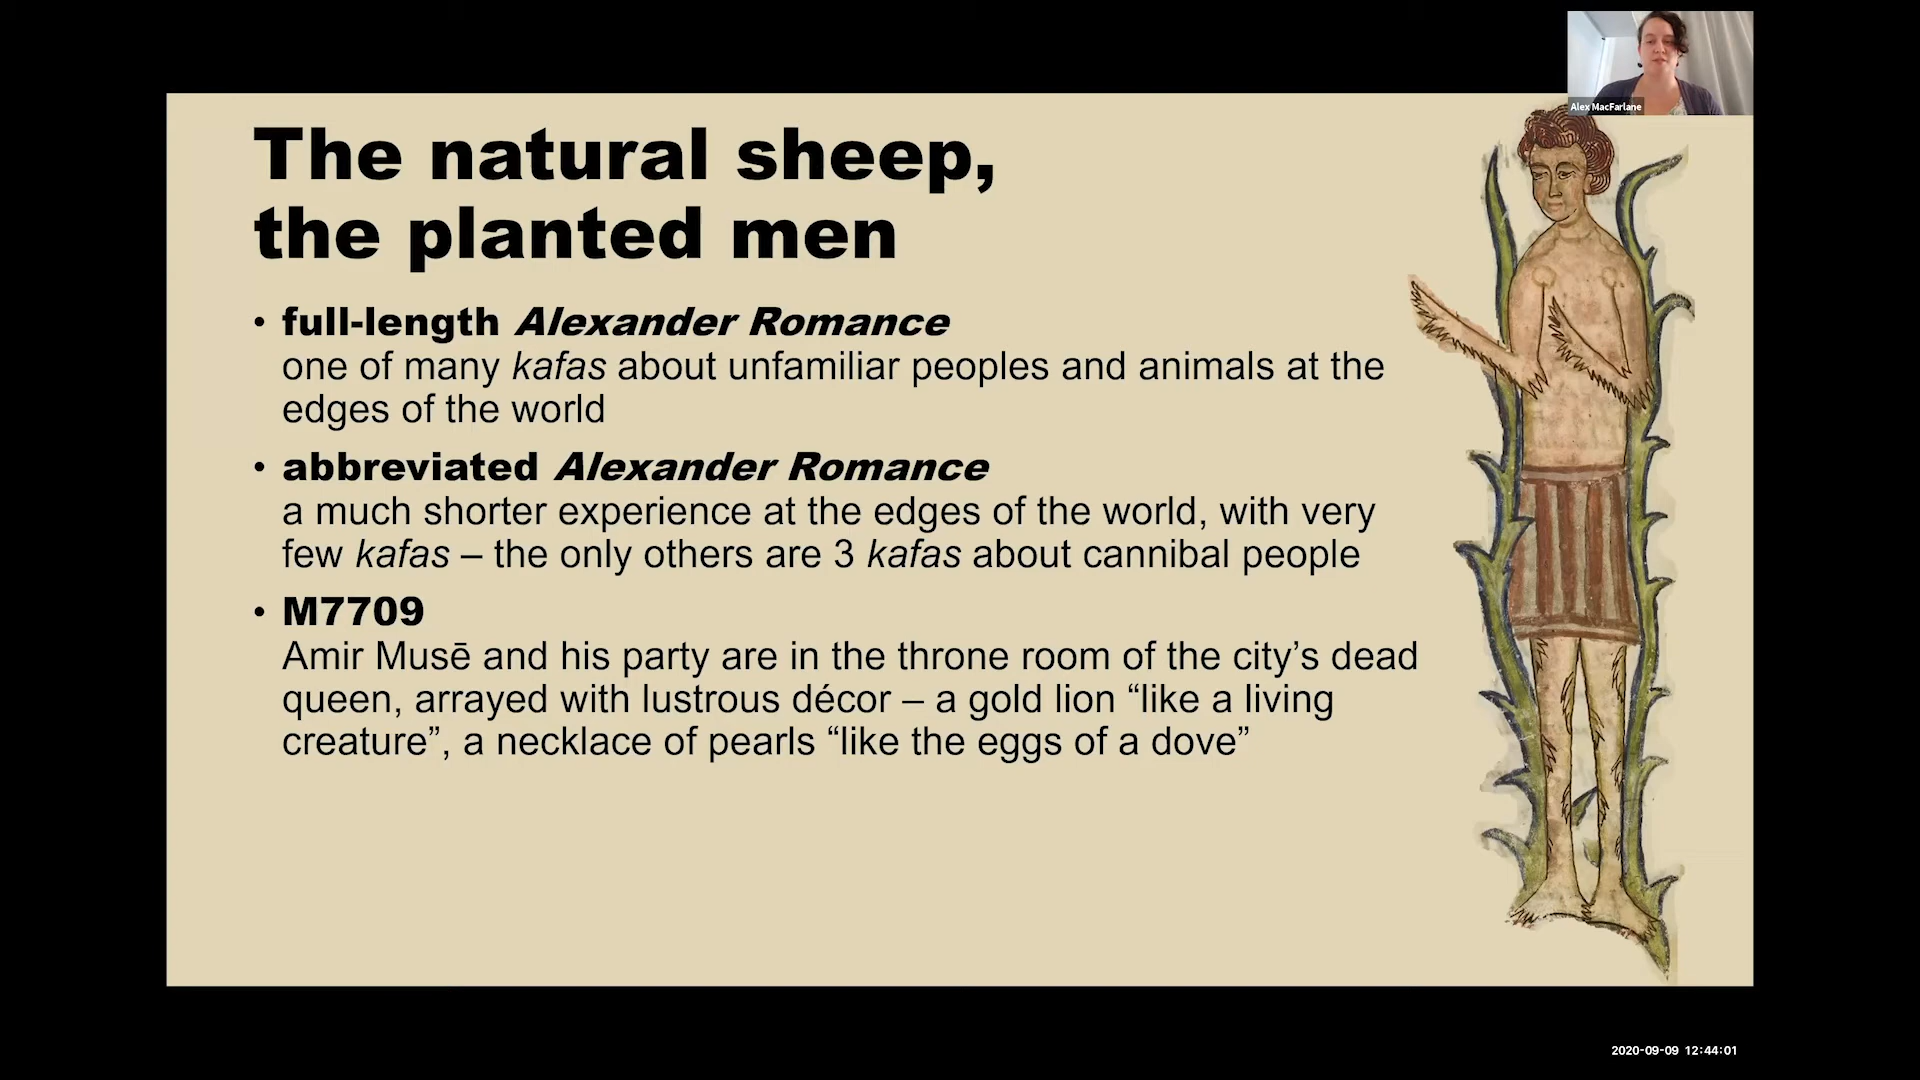 Alex MacFarlane
The natural sheep,
the planted men
• full-length Alexander Romance
one of many kafas about unfamiliar peoples and animals at the
edges of the world
• abbreviated Alexander Romance
a much shorter experience at the edges of the world, with very
few kafas – the only others are 3 kafas about cannibal people
• M7709
Amir Musē and his party are in the throne room of the city’s dead
queen, arrayed with lustrous décor – a gold lion “like a living
creature”, a necklace of pearls “like the eggs of a dove”
2020-09-09 12:44:01